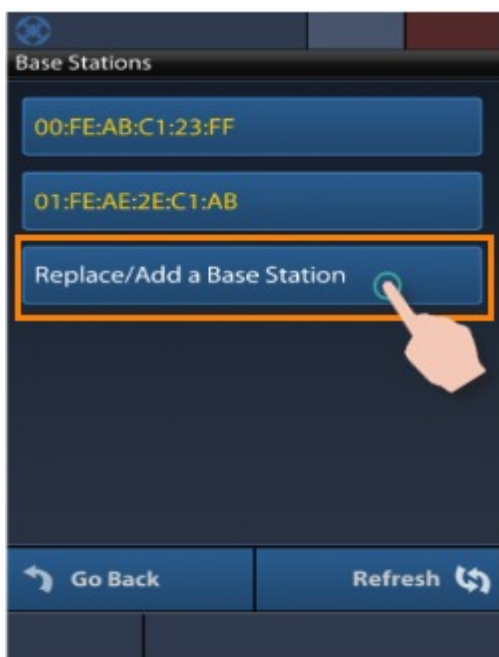 Base Stations
00:FE:AB:C1:23:FF
01:FE:AE:2E:C1:AB
Replace/Add a Base Station
Go Back
Refresh